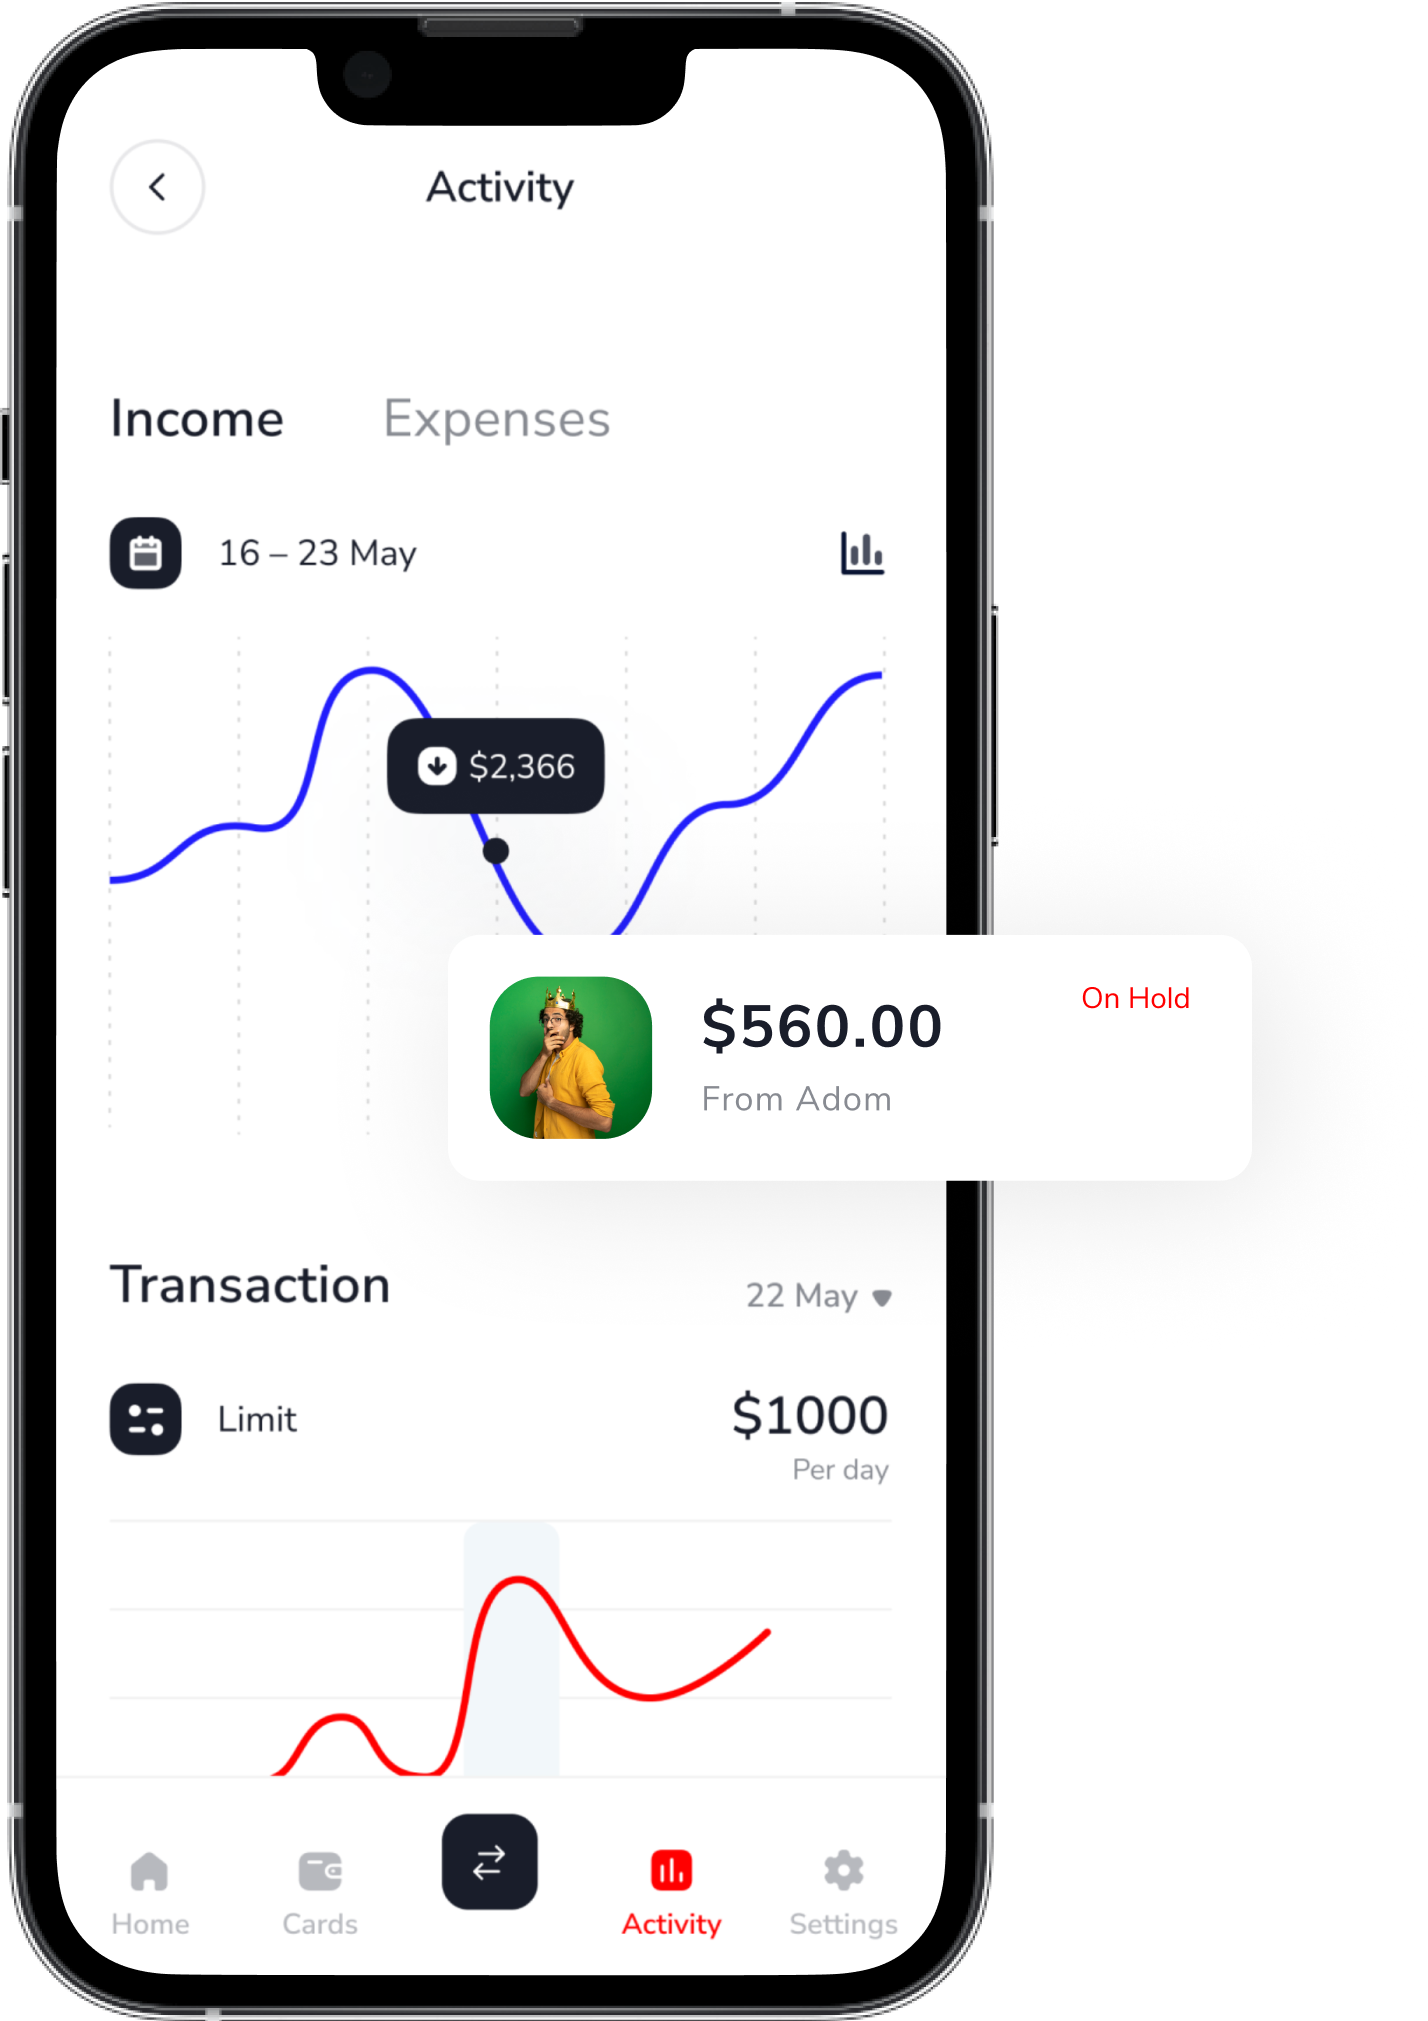 Activity
Income
Expenses
16 – 23 May
$2,366
$560.00
On Hold
From Adom
Transaction
22 May
Limit
$1000
Per day
Home
Cards
Activity
Settings